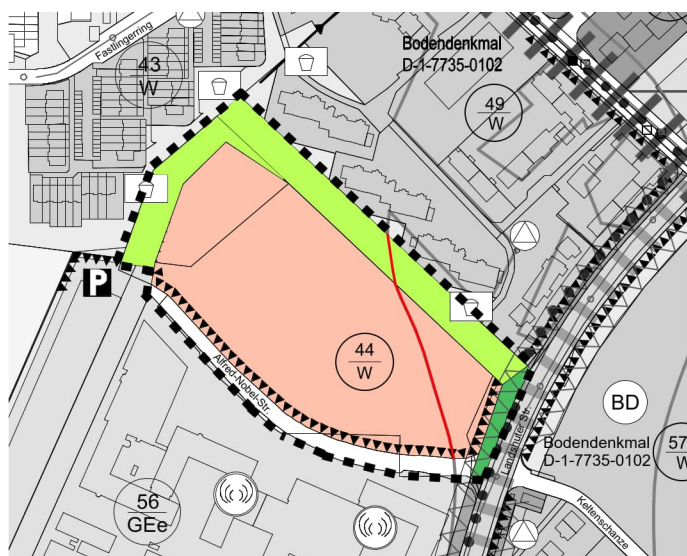 Fastlingerring
43
W
Bodendenkmal
D-1-7735-0102
49
W
P
44
W
Alfred-Nobel-Str.
Landshuter Str.
BD
Bodendenkmal
D-1-7735-0102
57
W
Keltenschanze
56
GEe